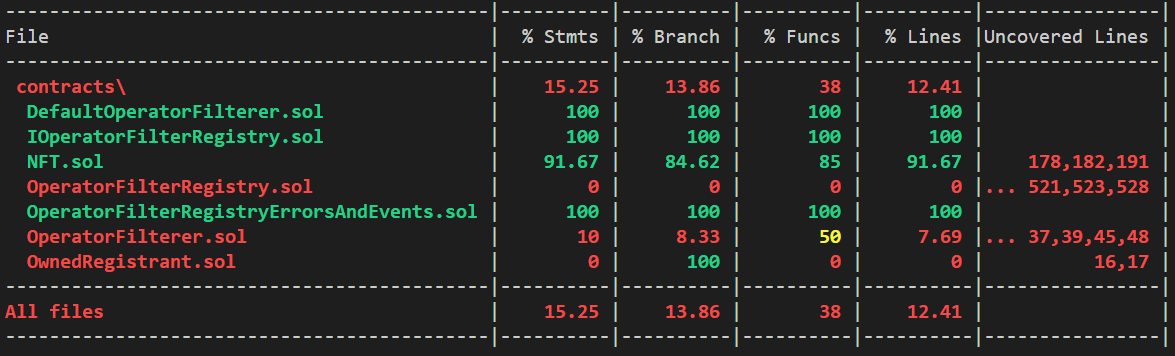 ---------------------------------------------|----------|----------|----------|----------|----------------|
File                                         |  % Stmts | % Branch |  % Funcs |  % Lines |Uncovered Lines |
---------------------------------------------|----------|----------|----------|----------|----------------|
 contracts\                                  |    15.25 |    13.86 |       38 |    12.41 |                |
  DefaultOperatorFilterer.sol                |      100 |      100 |      100 |      100 |                |
  IOperatorFilterRegistry.sol                |      100 |      100 |      100 |      100 |                |
  NFT.sol                                    |    91.67 |    84.62 |       85 |    91.67 |    178,182,191 |
  OperatorFilterRegistry.sol                 |        0 |        0 |        0 |        0 |... 521,523,528 |
  OperatorFilterRegistryErrorsAndEvents.sol  |      100 |      100 |      100 |      100 |                |
  OperatorFilterer.sol                       |       10 |     8.33 |       50 |     7.69 |... 37,39,45,48 |
  OwnedRegistrant.sol                        |        0 |      100 |        0 |        0 |          16,17 |
---------------------------------------------|----------|----------|----------|----------|----------------|
All files                                    |    15.25 |    13.86 |       38 |    12.41 |                |
---------------------------------------------|----------|----------|----------|----------|----------------|